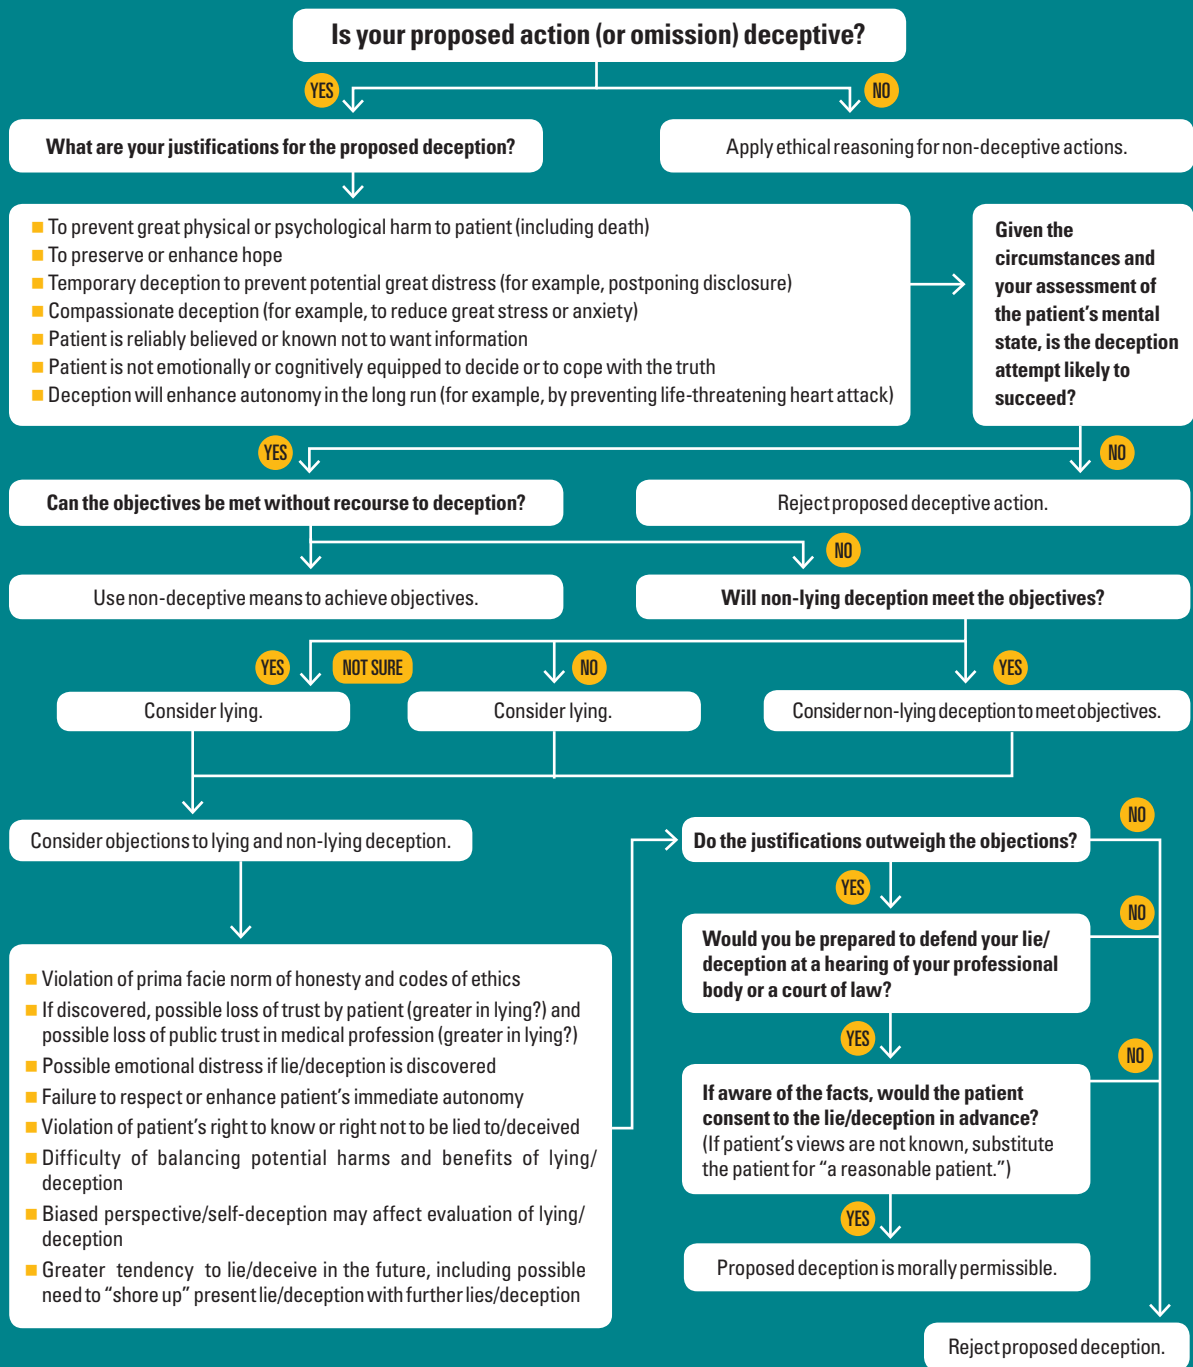 Is your proposed action (or omission) deceptive?
YES
NO
What are your justifications for the proposed deception?
Apply ethical reasoning for non-deceptive actions.
To prevent great physical or psychological harm to patient (including death)
To preserve or enhance hope
Temporary deception to prevent potential great distress (for example, postponing disclosure)
Compassionate deception (for example, to reduce great stress or anxiety)
Patient is reliably believed or known not to want information
Patient is not emotionally or cognitively equipped to decide or to cope with the truth
Deception will enhance autonomy in the long run (for example, by preventing life-threatening heart attack)
Given the
circumstances and
your assessment of
the patient's mental
state, is the deception
attempt likely to
succeed?
YES
NO
Can the objectives be met without recourse to deception?
Reject proposed deceptive action.
NO
Use non-deceptive means to achieve objectives.
Will non-lying deception meet the objectives?
YES
NOT SURE
NO
YES
Consider lying.
Consider lying.
Consider non-lying deception to meet objectives.
Consider objections to lying and non-lying deception.
Violation of prima facie norm of honesty and codes of ethics
If discovered, possible loss of trust by patient (greater in lying?) and
possible loss of public trust in medical profession (greater in lying?)
Possible emotional distress if lie/deception is discovered
Failure to respect or enhance patient's immediate autonomy
Violation of patient's right to know or right not to be lied to/deceived
Difficulty of balancing potential harms and benefits of lying/
deception
Biased perspective/self-deception may affect evaluation of lying/
deception
Greater tendency to lie/deceive in the future, including possible
need to "shore up" present lie/deception with further lies/deception
Do the justifications outweigh the objections?
NO
YES
Would you be prepared to defend your lie/
deception at a hearing of your professional
body or a court of law?
NO
YES
If aware of the facts, would the patient
consent to the lie/deception in advance?
(If patient's views are not known, substitute
the patient for "a reasonable patient.")
NO
YES
Proposed deception is morally permissible.
Reject proposed deception.